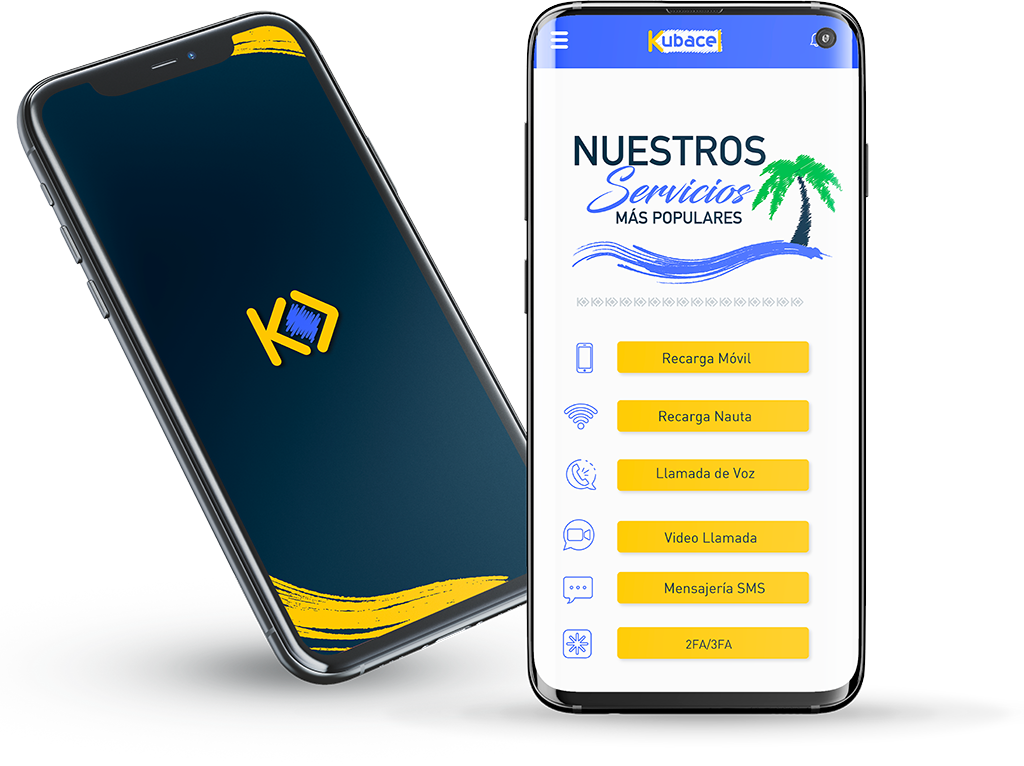 Kubacel
NUESTROS
Servicios
MÁS POPULARES
Recarga Móvil
Recarga Nauta
Llamada de Voz
Video Llamada
Mensajería SMS
2FA/3FA